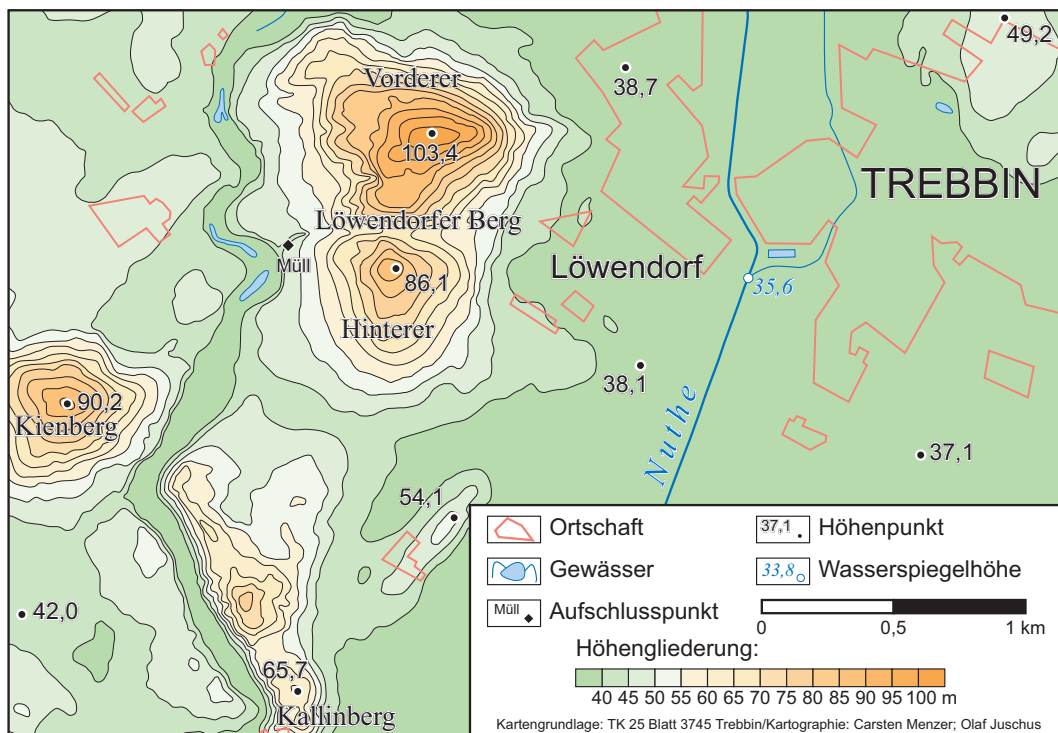 49,2
Vorderer
38,7
103,4
TREBBIN
Löwendorfer Berg
Müll
Löwendorf
86,1
35,6
Hinterer
38,1
90,2
Kienberg
Nuthe
37,1
54,1
42,0
65,7
Kallinberg
Ortschaft
37,1 Höhenpunkt
Gewässer
33,8 Wasserspiegelhöhe
Müll Aufschlusspunkt
0 0,5 1 km
Höhengliederung:
40 45 50 55 60 65 70 75 80 85 90 95 100 m
Kartengrundlage: TK 25 Blatt 3745 Trebbin/Kartographie: Carsten Menzer; Olaf Juschus